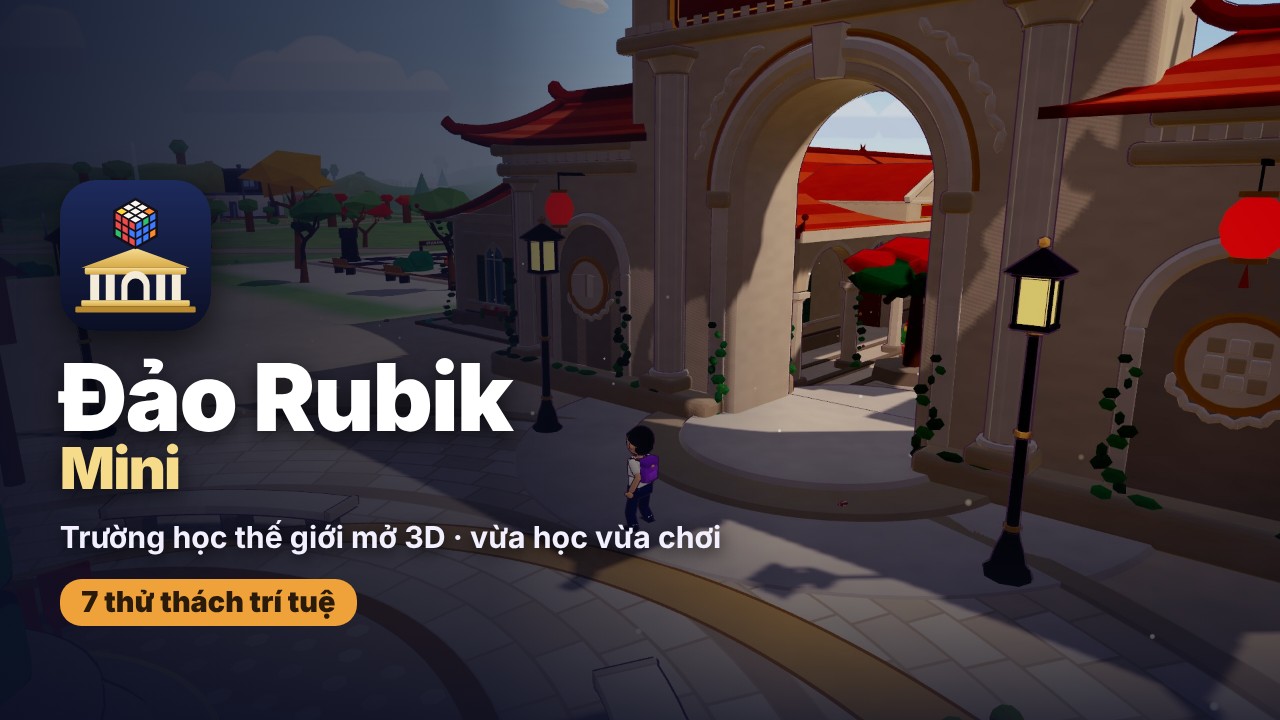 Đảo Rubik
Mini
Trường học thế giới mở 3D · vừa học vừa chơi
7 thử thách trí tuệ